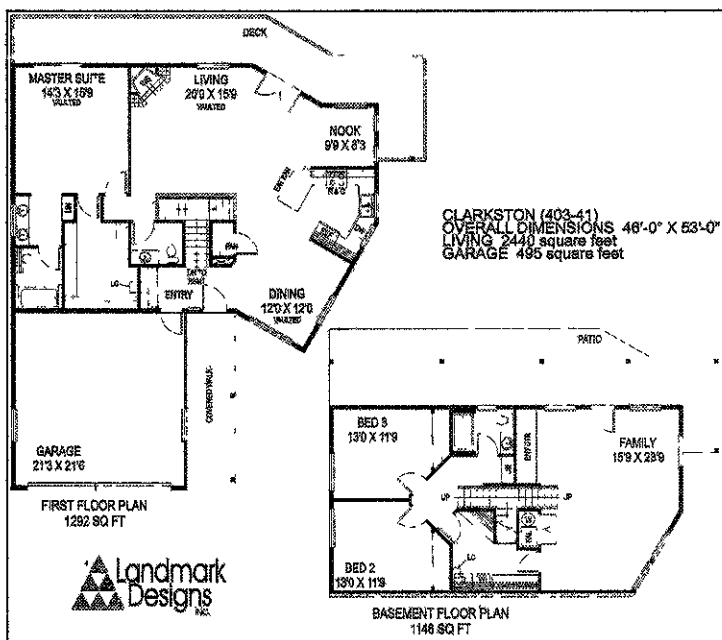 DECK
MASTER SUITE
14'3 X 15'9
VAULTED
LIVING
20'0 X 15'9
VAULTED
NOOK
9'9 X 8'3
CLARKSTON (403-41)
OVERALL DIMENSIONS 46'-0" X 53'-0"
LIVING 2440 square feet
GARAGE 495 square feet
PAN
ENTRY
DINING
12'0 X 12'0
VAULTED
COVERED WALK
GARAGE
21'3 X 21'6
FIRST FLOOR PLAN
1292 SQ FT
PATIO
BED 3
13'0 X 11'9
FAMILY
15'9 X 28'9
UP
UP
BED 2
13'0 X 11'9
LC
BASEMENT FLOOR PLAN
1148 SQ FT
Landmark
Designs
INC.